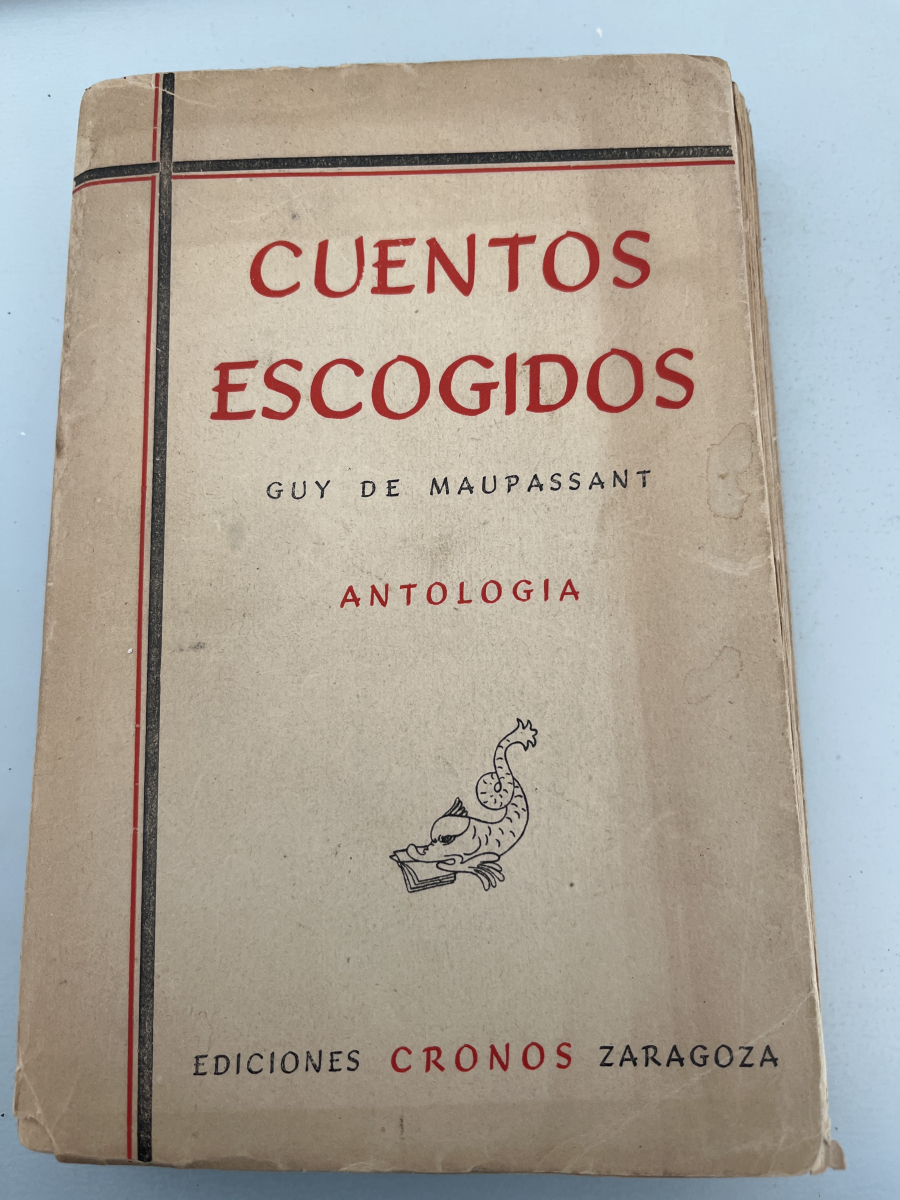 CUENTOS
ESCOGIDOS
GUY DE MAUPASSANT
ANTOLOGIA
EDICIONES CRONOS ZARAGOZA